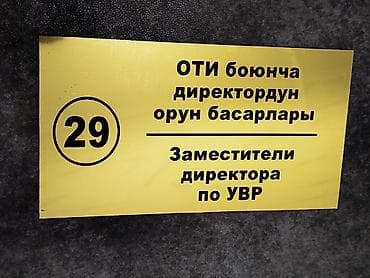 29
ОТИ боюнча
директордун
орун басарлары
Заместители
директора
по УВР